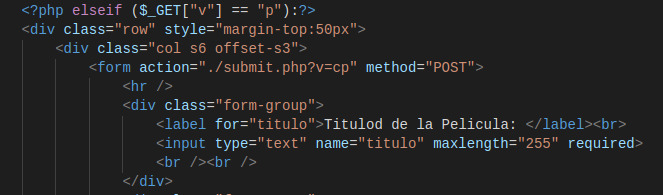 <?php elseif ($_GET["v"] == "p"):?>
<div class="row" style="margin-top:50px">
<div class="col s6 offset-s3">
<form action="./submit.php?v=cp" method="POST">
<hr />
<div class="form-group">
<label for="titulo">Titulod de la Pelicula: </label><br>
<input type="text" name="titulo" maxlength="255" required>
<br /><br />
</div>